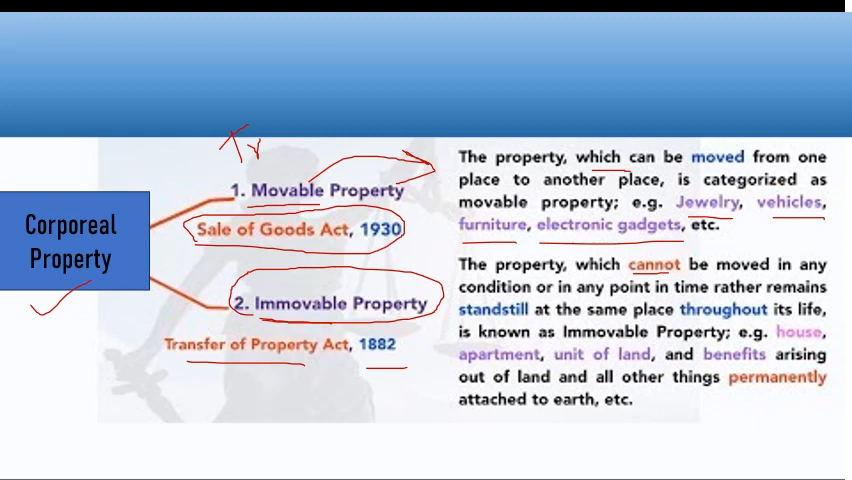 Tr
Corporeal
Property
1. Movable Property
Sale of Goods Act, 1930
2. Immovable Property
Transfer of Property Act, 1882
The property, which can be moved from one
place to another place, is categorized as
movable property; e.g. Jewelry, vehicles,
furniture, electronic gadgets, etc.
The property, which cannot be moved in any
condition or in any point in time rather remains
standstill at the same place throughout its life,
is known as Immovable Property; e.g. house,
apartment, unit of land, and benefits arising
out of land and all other things permanently
attached to earth, etc.